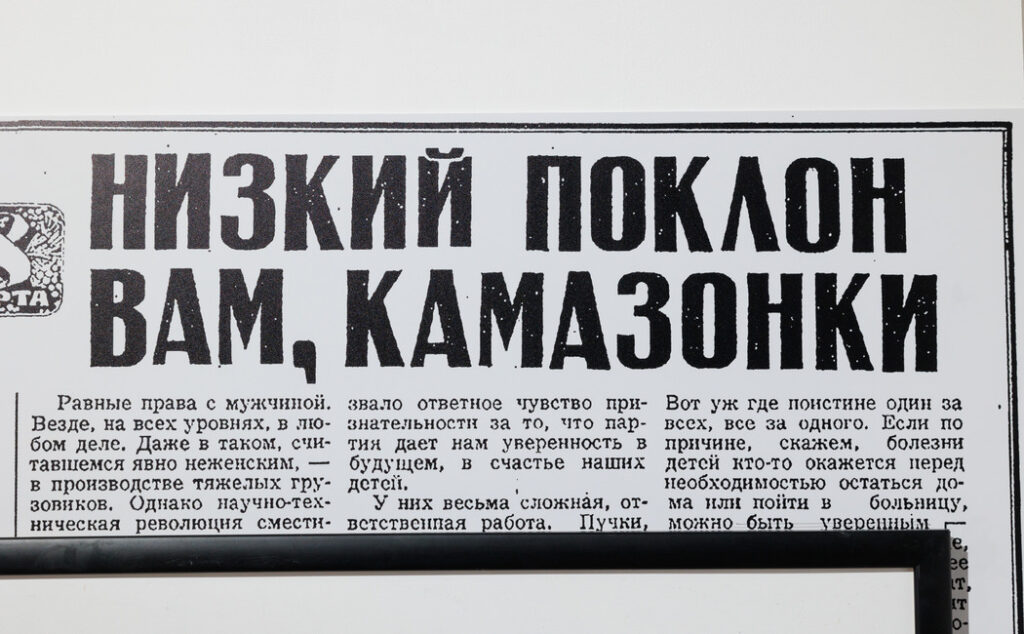 НИЗКИЙ ПОКЛОН
ВАМ, КАМАЗОНКИ
РТА
Равные права с мужчиной.
Везде, на всех уровнях, в лю-
бом деле. Даже в таком, счи-
тавшемся явно неженским, —
в производстве тяжелых гру-
зовиков. Однако научно-тех-
ническая революция смести-
звало ответное чувство при-
знательности за то, что пар-
тия дает нам уверенность в
будущем, в счастье наших
детей.
У них весьма сложная, от-
ветственная работа. Пучки,
Вот уж где поистине один за
всех, все за одного. Если по
причине, скажем, болезни
детей кто-то окажется перед
необходимостью остаться до-
ма или пойти в больницу,
можно быть уверенным —
е,
ее
ат,
ит
о-